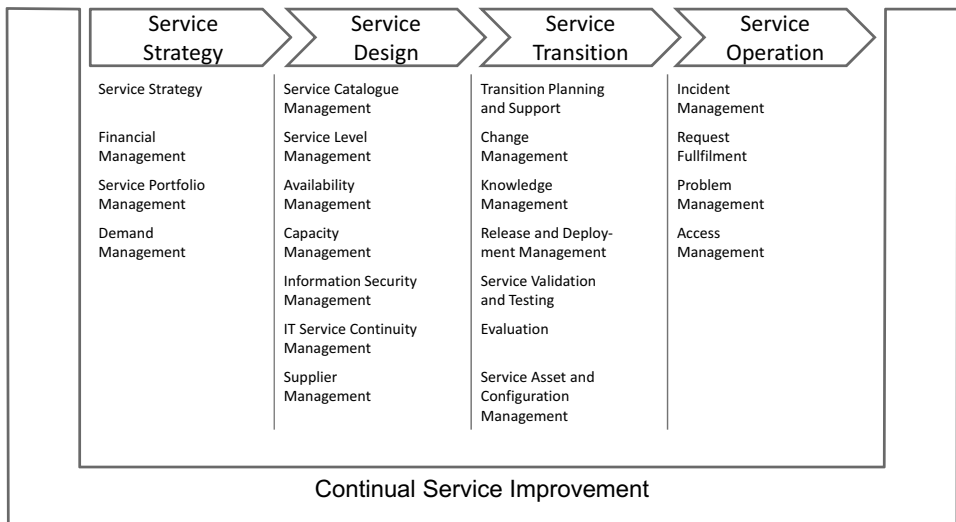 Service
Strategy
Service
Design
Service
Transition
Service
Operation
Service Strategy
Financial
Management
Service Portfolio
Management
Demand
Management
Service Catalogue
Management
Service Level
Management
Availability
Management
Capacity
Management
Information Security
Management
IT Service Continuity
Management
Supplier
Management
Transition Planning
and Support
Change
Management
Knowledge
Management
Release and Deploy-
ment Management
Service Validation
and Testing
Evaluation
Service Asset and
Configuration
Management
Incident
Management
Request
Fullfilment
Problem
Management
Access
Management
Continual Service Improvement